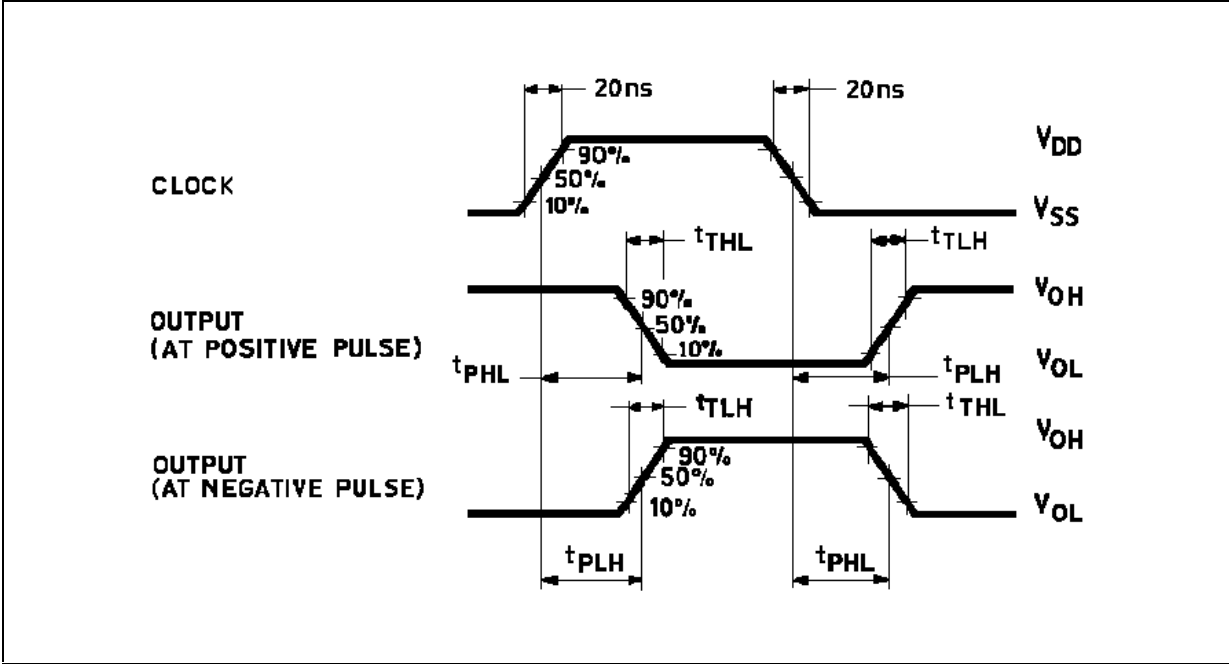 20ns 20ns
VDD
90%
CLOCK 50%
10%
VSS
tTHL tTLH
VOH
90%
OUTPUT 50%
(AT POSITIVE PULSE) 10%
tPHL tPLH VOL
tTLH tTHL
VOH
90%
OUTPUT 50%
(AT NEGATIVE PULSE) 10%
VOL
tPLH tPHL